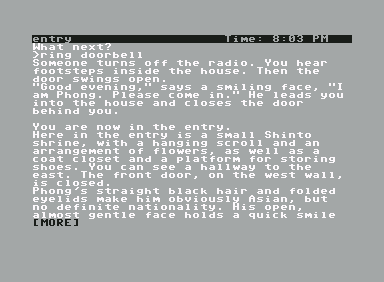 entry Time: 8:03 PM
What next?
>ring doorbell
Someone turns off the radio. You hear
footsteps inside the house. Then the
door swings open.
"Good evening," says a smiling face, "I
am Phong. Please come in." He leads you
into the house and closes the door
behind you.
You are now in the entry.
Here in the entry is a small Shinto
shrine, with a hanging scroll and an
arrangement of flowers, as well as a
coat closet and a platform for storing
shoes. You can see a hallway to the
east. The front door, on the west wall,
is closed.
Phong's straight black hair and folded
eyelids make him obviously Asian, but
no definite nationality. His open,
almost gentle face holds a quick smile
[MORE]